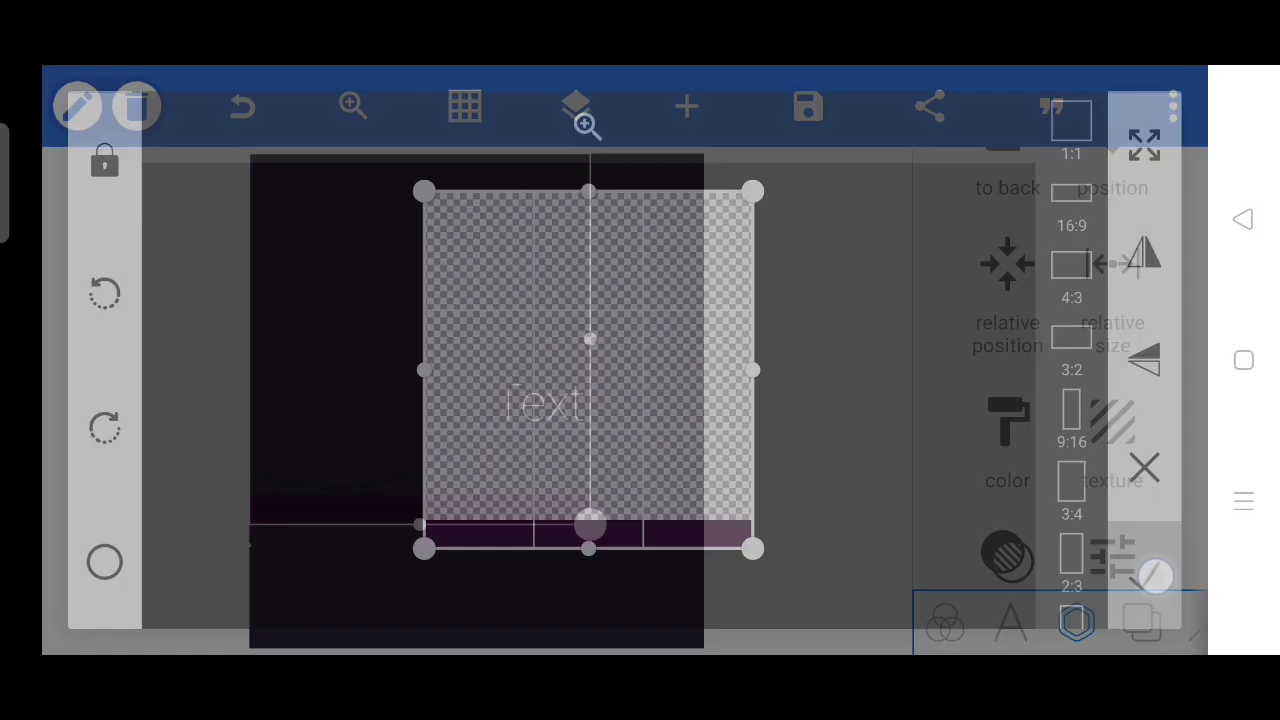 1:1
to back
position
16:9
4:3
relative position
relative size
3:2
Text
9:16
color
texture
3:4
2:3